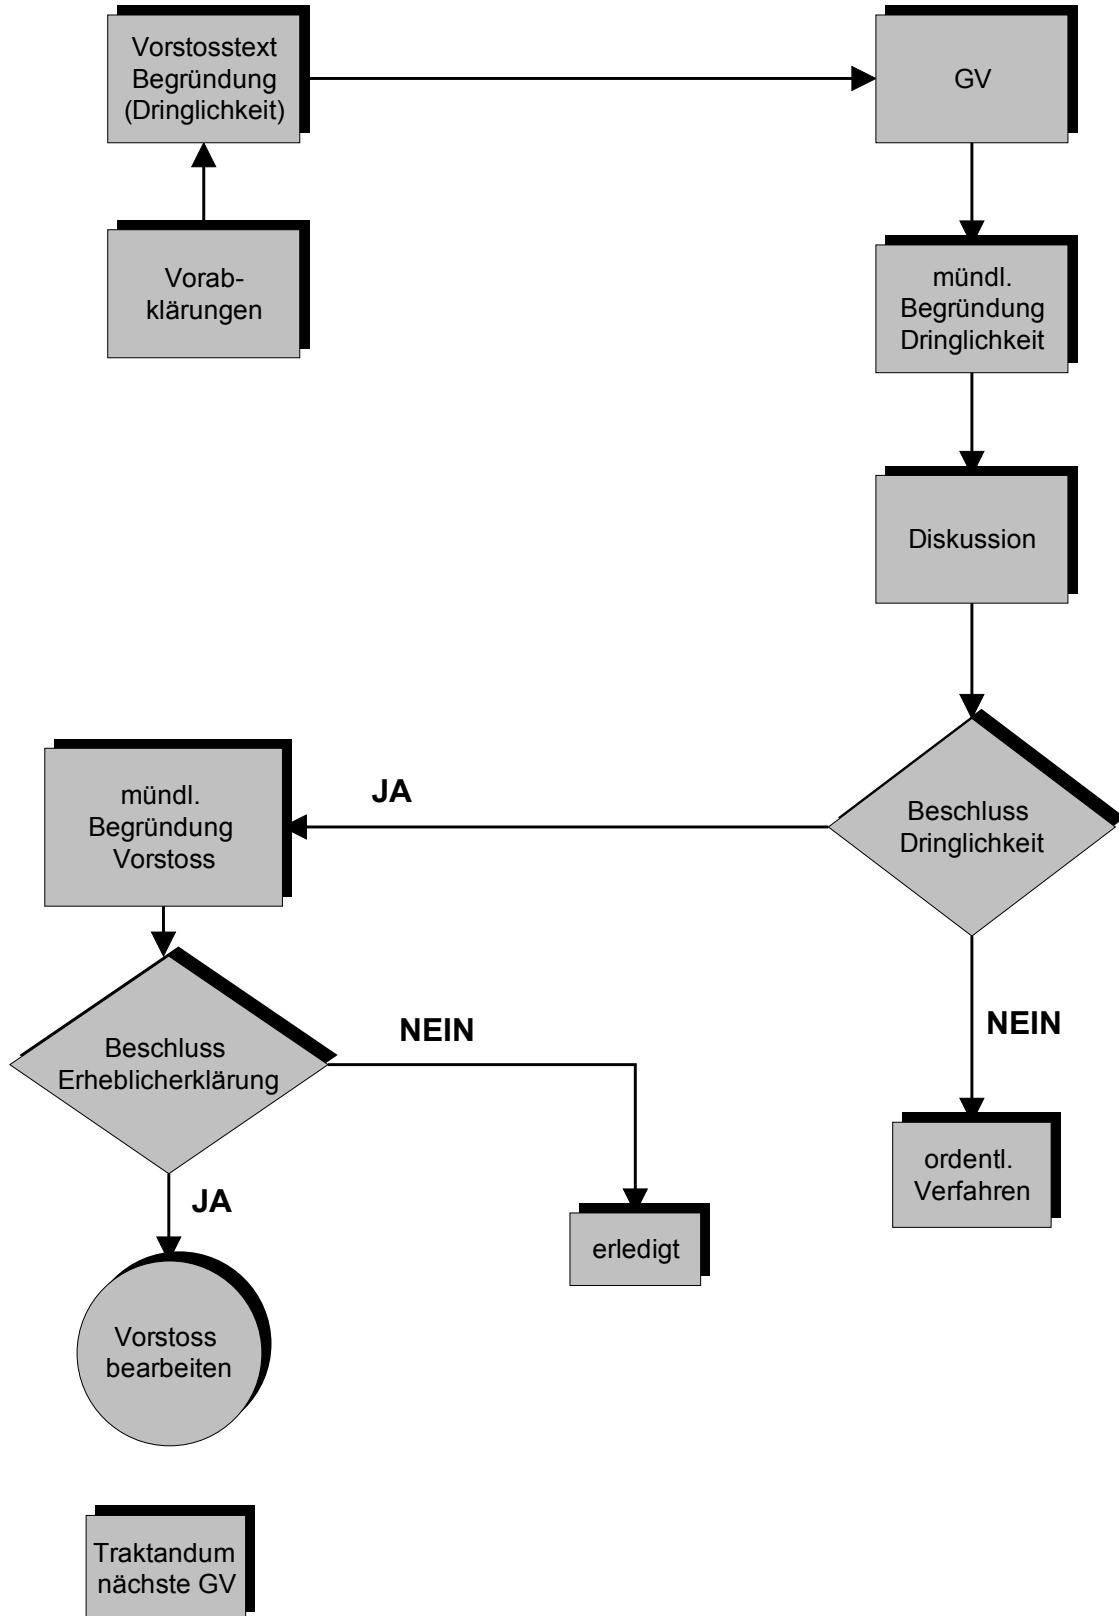 Vorstosstext
Begründung
(Dringlichkeit)
GV
Vorab-
klärungen
mündl.
Begründung
Dringlichkeit
Diskussion
mündl.
Begründung
Vorstoss
JA
Beschluss
Dringlichkeit
Beschluss
Erheblicherklärung
NEIN
NEIN
ordentl.
Verfahren
JA
erledigt
Vorstoss
bearbeiten
Traktandum
nächste GV